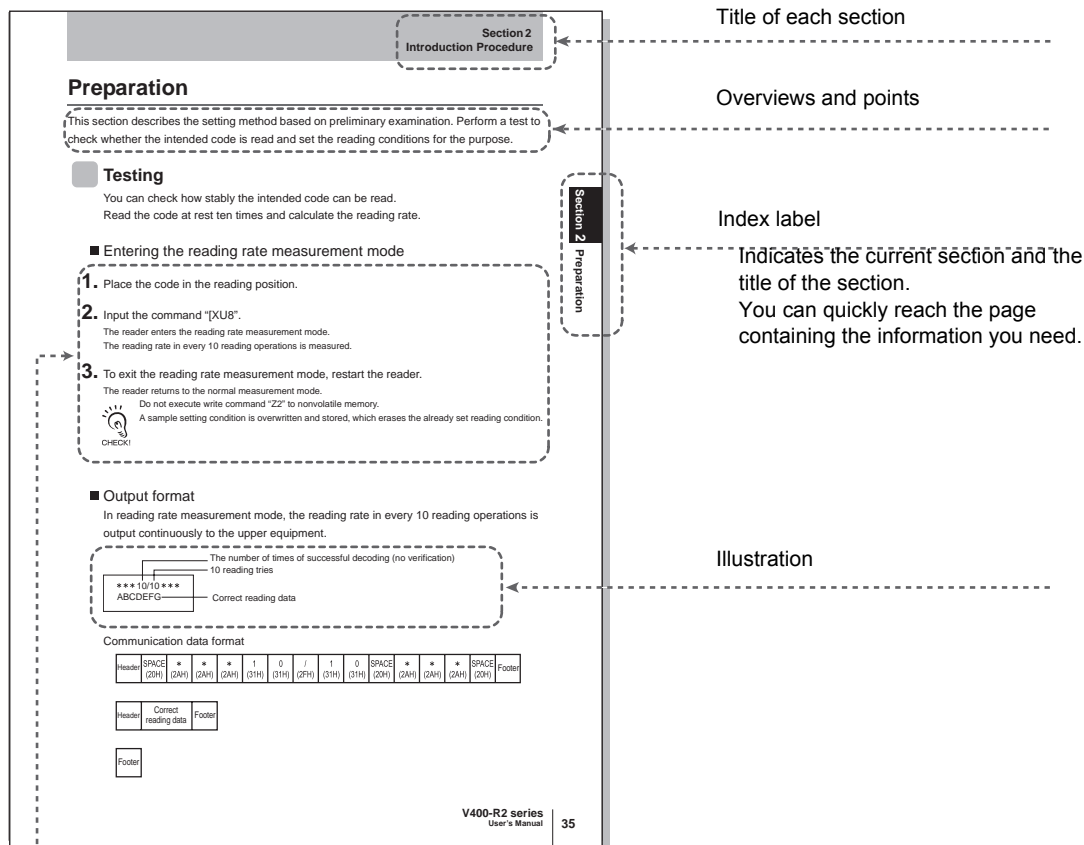 Section 2
Introduction Procedure
Preparation
This section describes the setting method based on preliminary examination. Perform a test to
check whether the intended code is read and set the reading conditions for the purpose.
Testing
You can check how stably the intended code can be read.
Read the code at rest ten times and calculate the reading rate.
■ Entering the reading rate measurement mode
1. Place the code in the reading position.
2. Input the command “[XU8”.
The reader enters the reading rate measurement mode.
The reading rate in every 10 reading operations is measured.
3. To exit the reading rate measurement mode, restart the reader.
The reader returns to the normal measurement mode.
Do not execute write command “Z2” to nonvolatile memory.
A sample setting condition is overwritten and stored, which erases the already set reading condition.
CHECK!
■ Output format
In reading rate measurement mode, the reading rate in every 10 reading operations is
output continuously to the upper equipment.
The number of times of successful decoding (no verification)
10 reading tries
∗∗∗10/10∗∗∗
ABCDEFG
Correct reading data
Communication data format
Header SPACE (20H) ∗ (2AH) ∗ (2AH) ∗ (2AH) 1 (31H) 0 (31H) / (2FH) 1 (31H) 0 (31H) SPACE (20H) ∗ (2AH) ∗ (2AH) ∗ (2AH) SPACE (20H) Footer
Header Correct reading data Footer
Footer
V400-R2 series
User's Manual
35
Section 2 Preparation
Title of each section
Overviews and points
Index label
Indicates the current section and the
title of the section.
You can quickly reach the page
containing the information you need.
Illustration